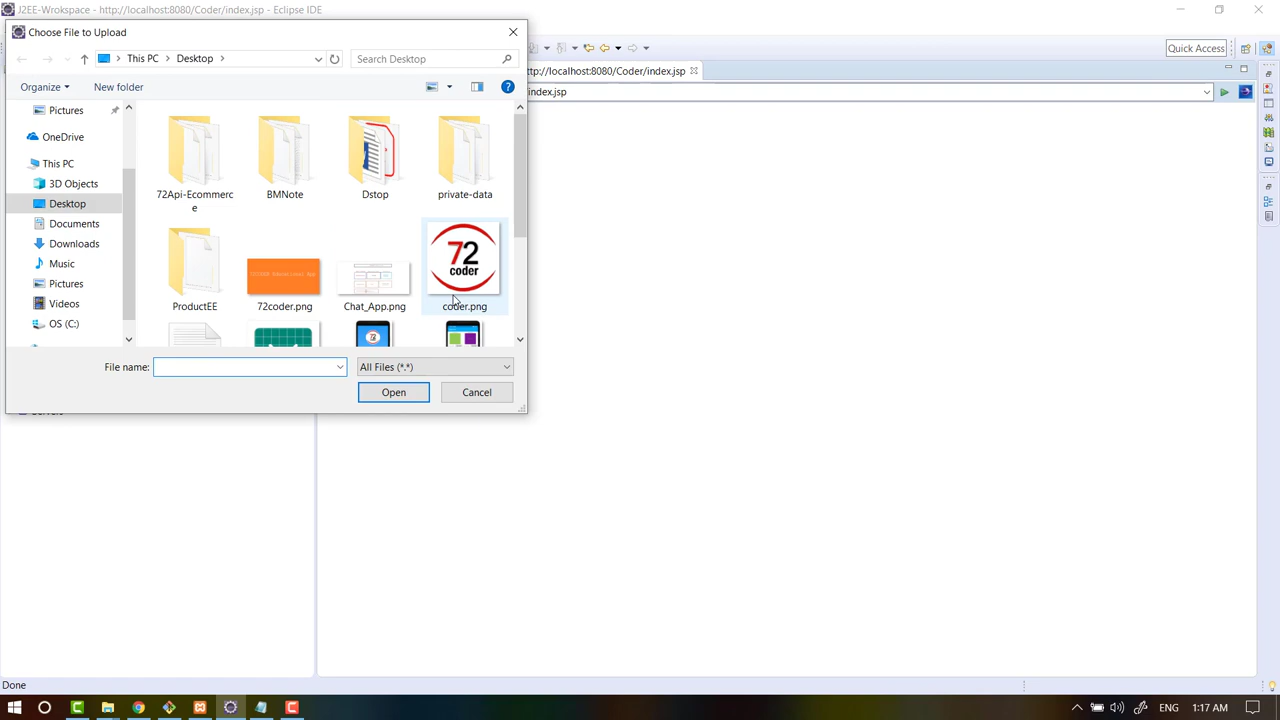 J2EE-Wrokspace - http://localhost:8080/Coder/index.jsp - Eclipse IDE
Choose File to Upload
This PC
Desktop
Search Desktop
Quick Access
ttp://localhost:8080/Coder/index.jsp
Organize
New folder
index.jsp
Pictures
OneDrive
This PC
3D Objects
Desktop
Documents
Downloads
Music
Pictures
Videos
OS (C:)
72Api-Ecommerc
e
BMNote
Dstop
private-data
72
coder
ProductEE
72coder.png
Chat_App.png
coder.png
File name:
All Files (*.*)
Open
Cancel
Done
ENG
1:17 AM